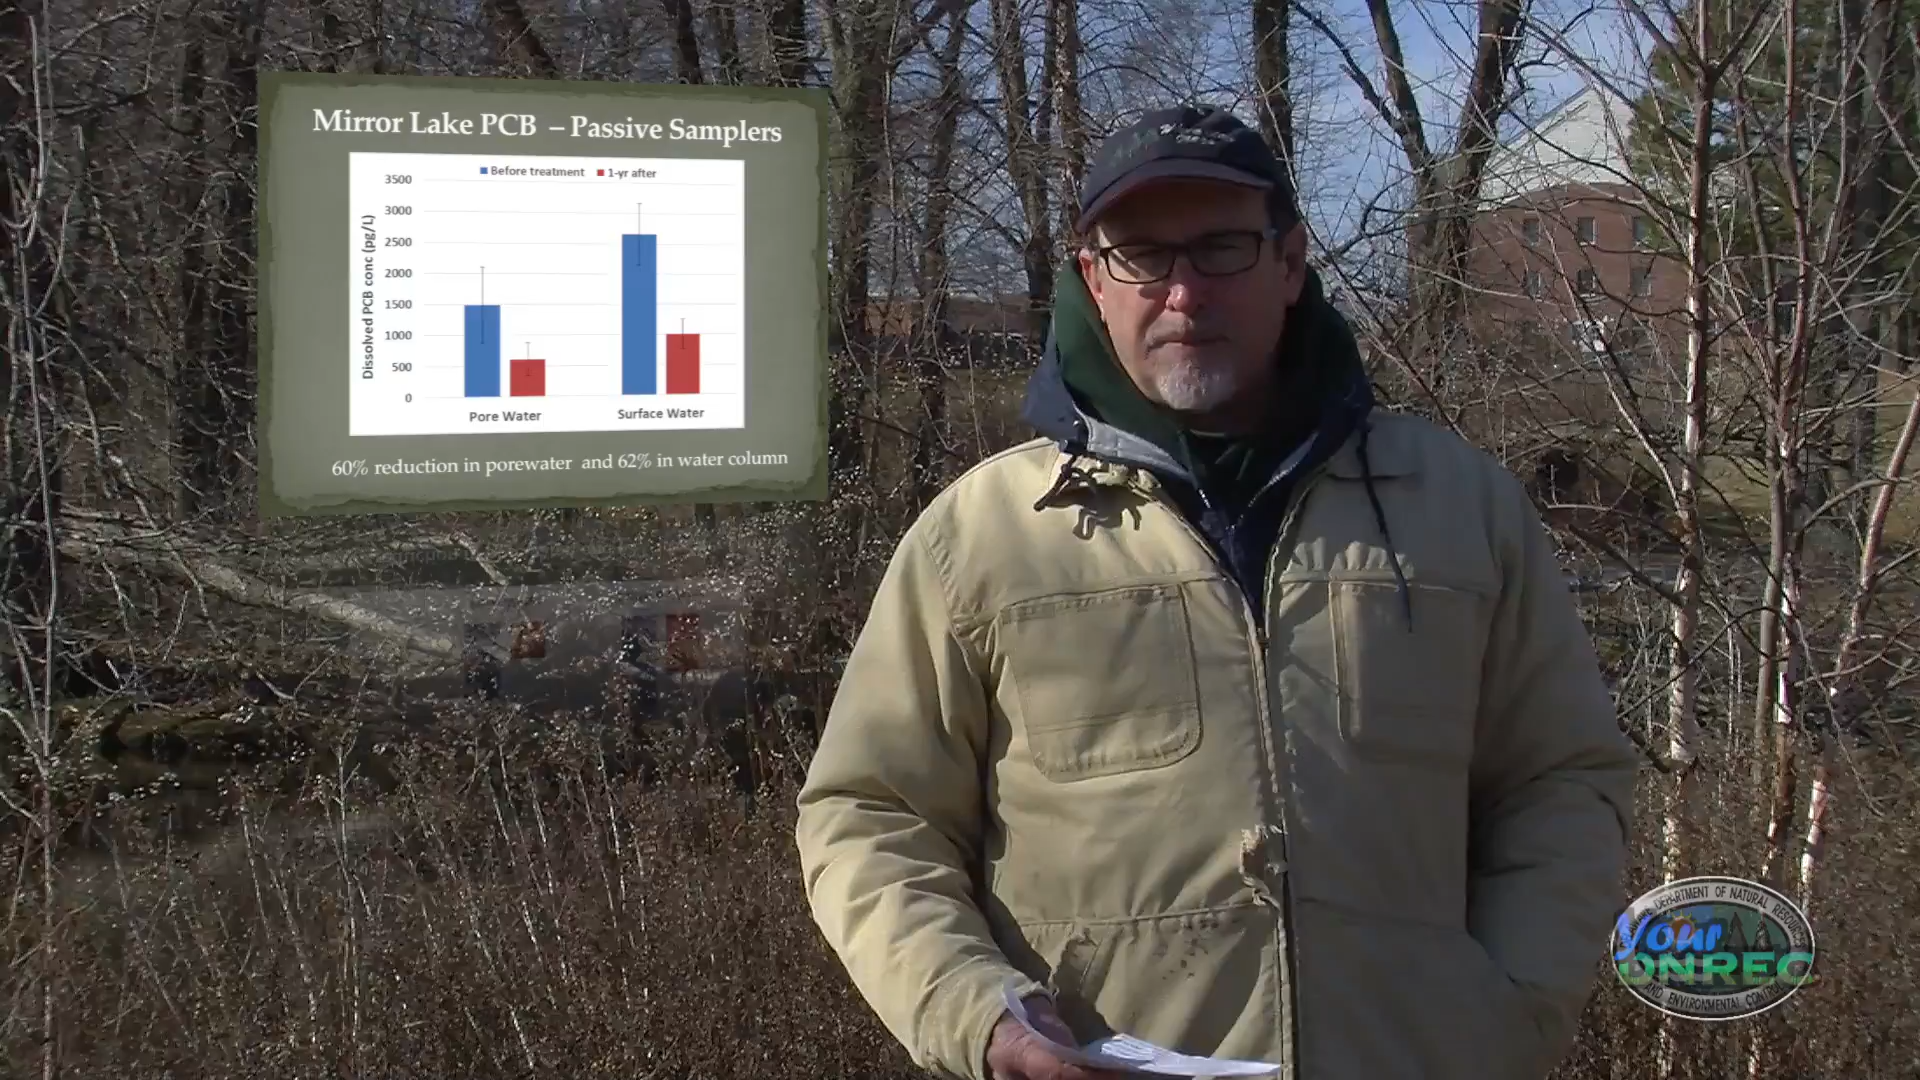 Mirror Lake PCB – Passive Samplers
Before treatment 1-yr after
Dissolved PCB conc (pg/L)
3500
3000
2500
2000
1500
1000
500
0
Pore Water Surface Water
60% reduction in porewater and 62% in water column
DEPARTMENT OF NATURAL
Your
DNREC
AND ENVIRONMENTAL CONTROL